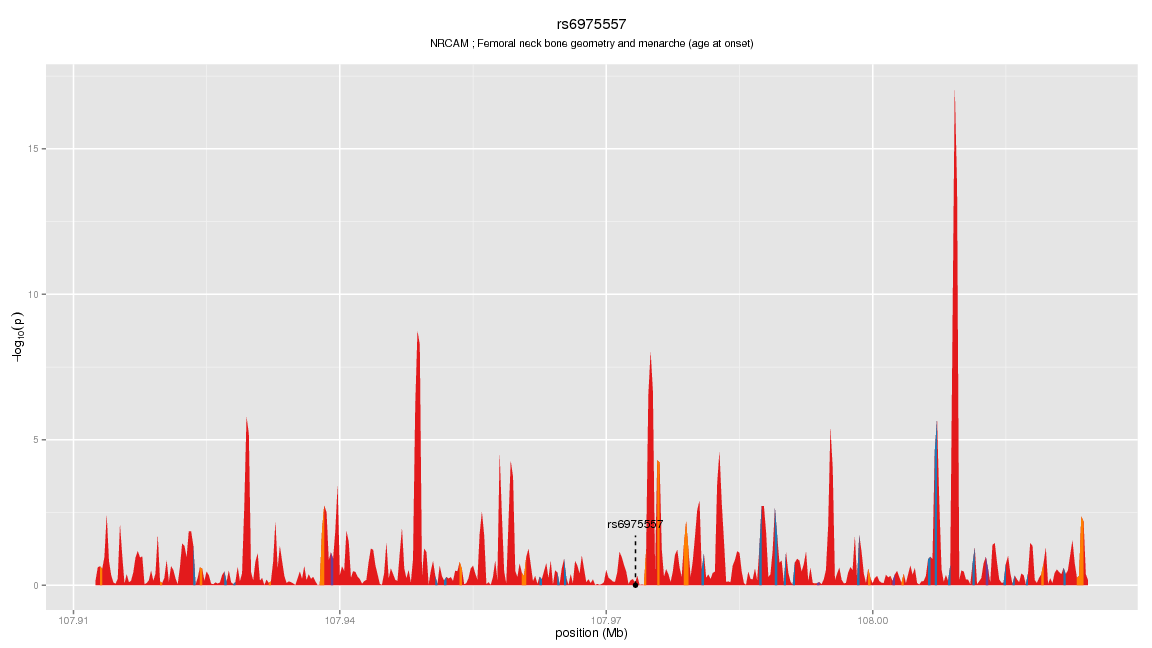 rs6975557
NRCAM ; Femoral neck bone geometry and menarche (age at onset)
−log10(p)
15
10
5
0
rs6975557
107.91
107.94
107.97
108.00
position (Mb)